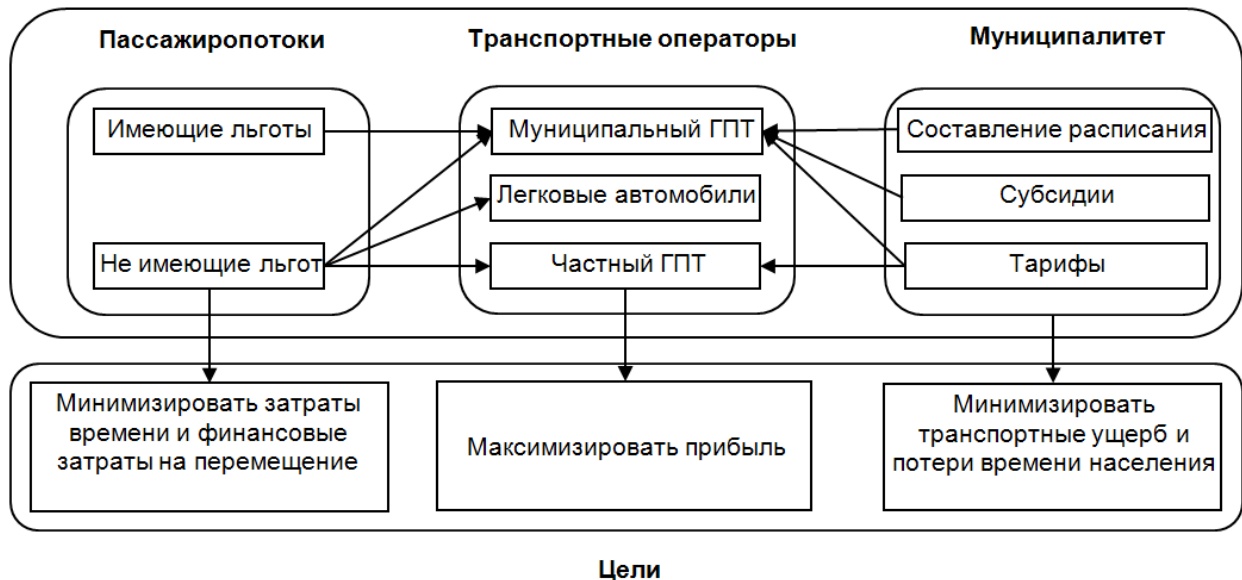 Пассажиропотоки
Транспортные операторы
Муниципалитет
Имеющие льготы
Муниципальный ГПТ
Составление расписания
Легковые автомобили
Субсидии
Не имеющие льгот
Частный ГПТ
Тарифы
Минимизировать затраты
времени и финансовые
затраты на перемещение
Максимизировать прибыль
Минимизировать
транспортные ущерб и
потери времени населения
Цели